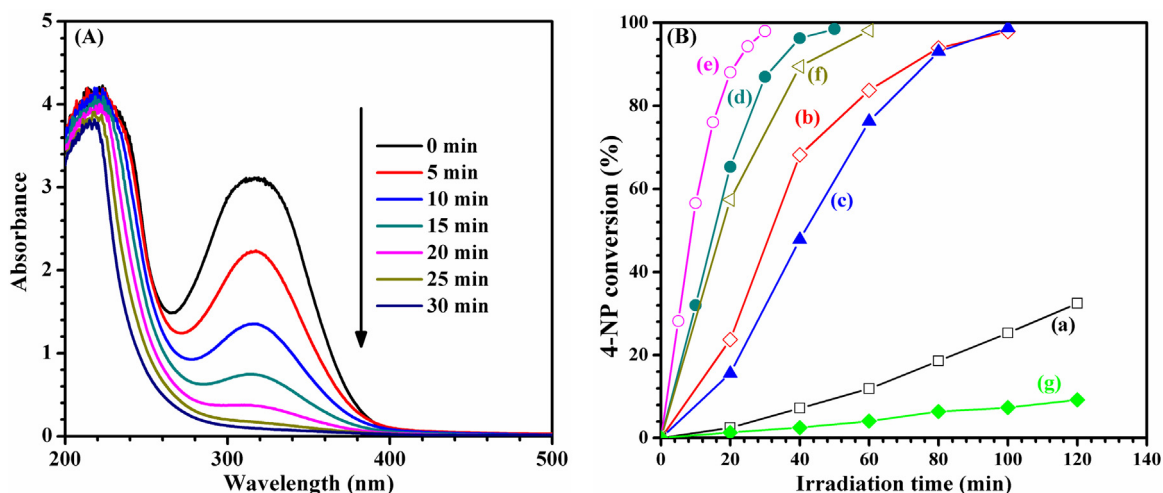 (A)
5
4
3
2
1
0
Absorbance
0 min
5 min
10 min
15 min
20 min
25 min
30 min
200
300
400
500
Wavelength (nm)
(B)
100
80
60
40
20
0
4-NP conversion (%)
(e)
(d)
(f)
(b)
(c)
(a)
(g)
0
20
40
60
80
100
120
140
Irradiation time (min)